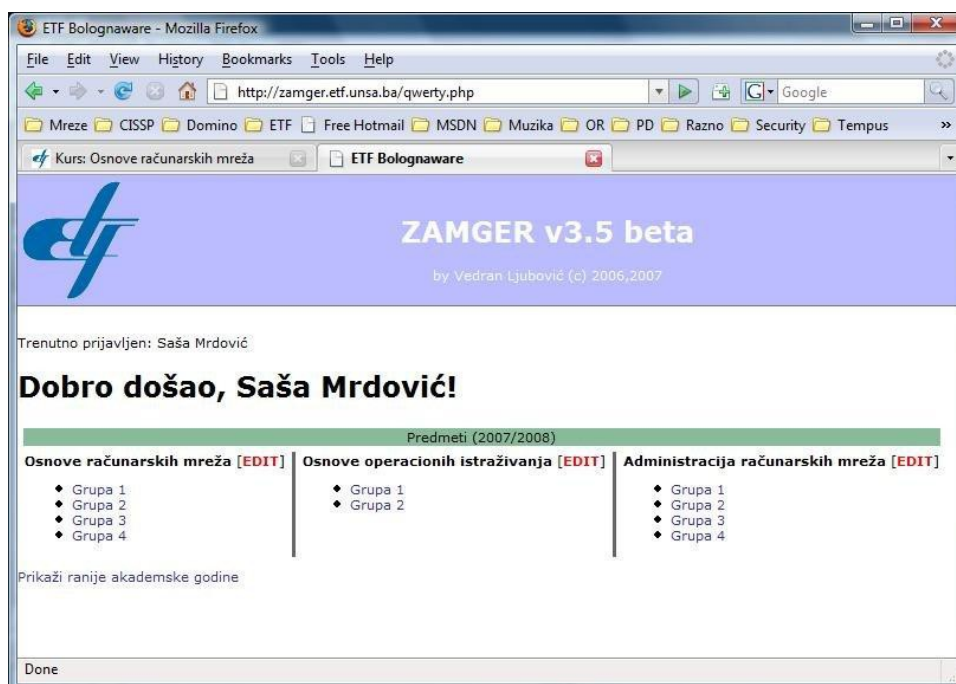 ETF Bolognaware - Mozilla Firefox
File Edit View History Bookmarks Tools Help
http://zamger.etf.unsa.ba/qwerty.php G Google
Mreze CISSP Domino ETF Free Hotmail MSDN Muzika OR PD Razno Security Tempus »
Kurs: Osnove računarskih mreža ETF Bolognaware
ZAMGER v3.5 beta
by Vedran Ljubović (c) 2006,2007
Trenutno prijavljen: Saša Mrdović
Dobro došao, Saša Mrdović!
Predmeti (2007/2008)
Osnove računarskih mreža [EDIT] Osnove operacionih istraživanja [EDIT] Administracija računarskih mreža [EDIT]
Grupa 1 Grupa 1 Grupa 1
Grupa 2 Grupa 2 Grupa 2
Grupa 3 Grupa 3
Grupa 4 Grupa 4
Prikaži ranije akademske godine
Done